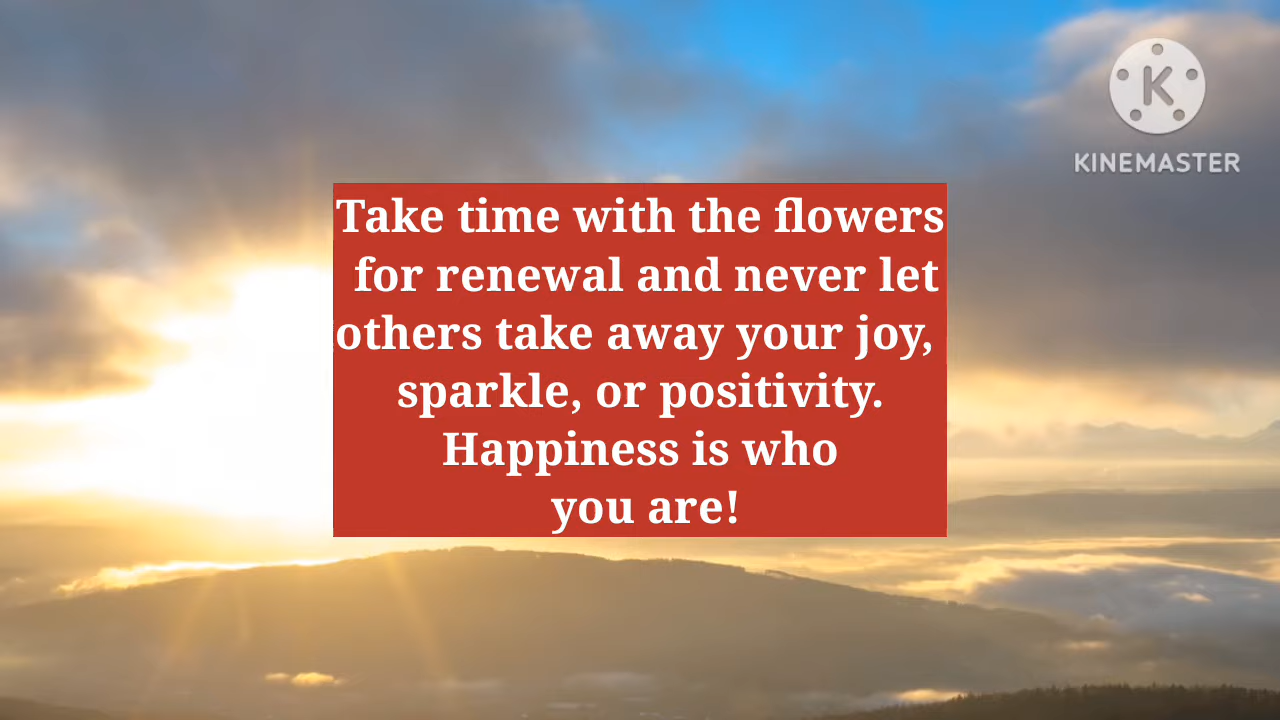 KINEMASTER
Take time with the flowers
for renewal and never let
others take away your joy,
sparkle, or positivity.
Happiness is who
you are!